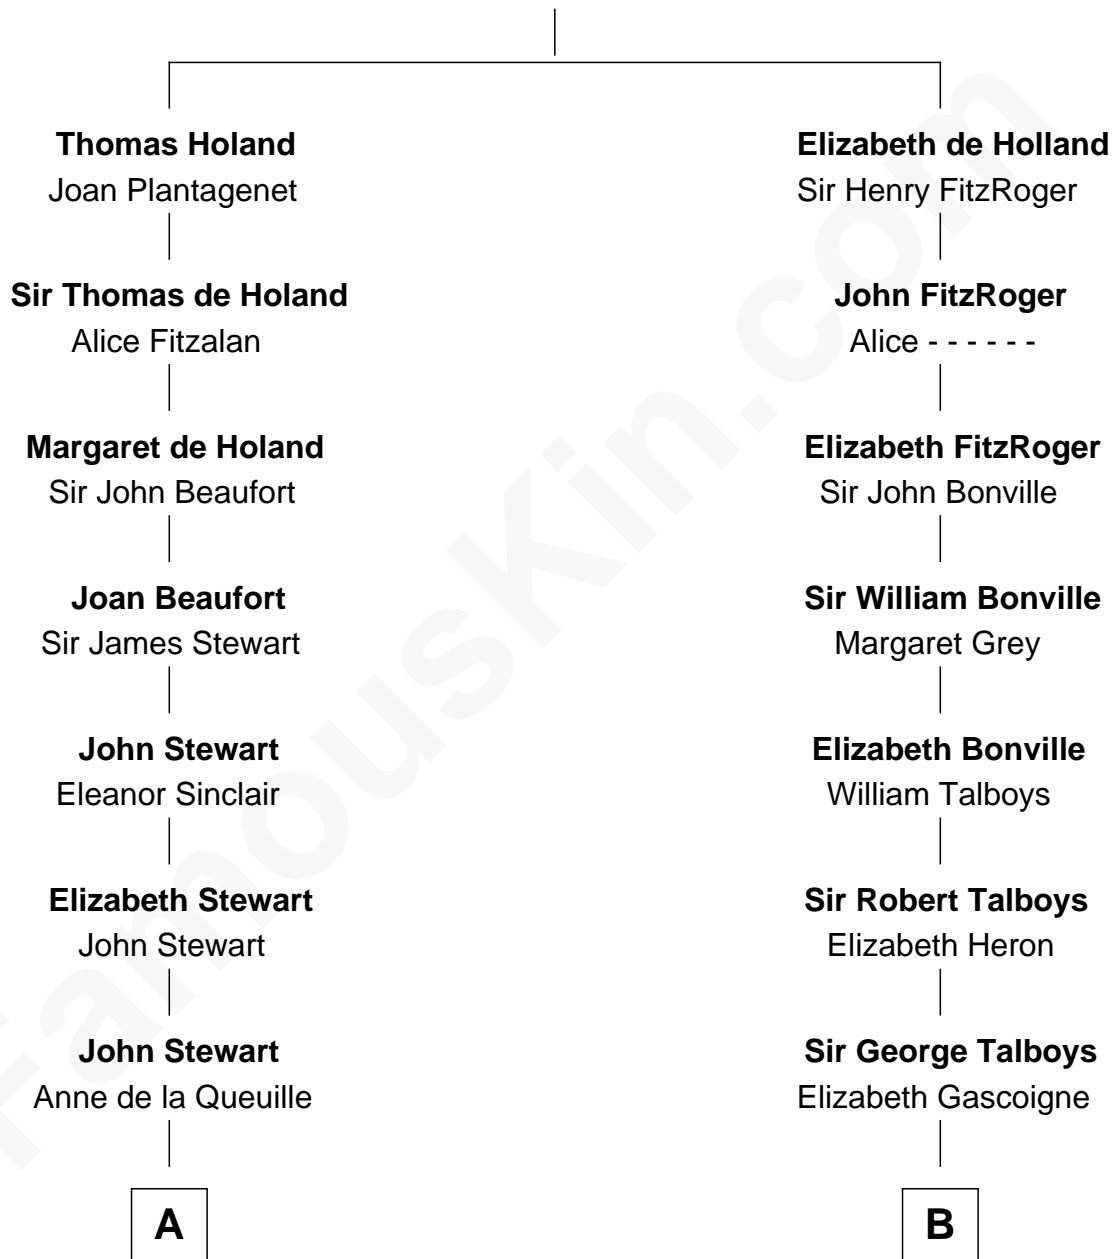 Thomas Holand
Joan Plantagenet
Sir Thomas de Holand
Alice Fitzalan
Margaret de Holand
Sir John Beaufort
Joan Beaufort
Sir James Stewart
John Stewart
Eleanor Sinclair
Elizabeth Stewart
John Stewart
John Stewart
Anne de la Queuille
A
Elizabeth de Holland
Sir Henry FitzRoger
John FitzRoger
Alice - - - - - -
Elizabeth FitzRoger
Sir John Bonville
Sir William Bonville
Margaret Grey
Elizabeth Bonville
William Talboys
Sir Robert Talboys
Elizabeth Heron
Sir George Talboys
Elizabeth Gascoigne
B
FamousKin.com